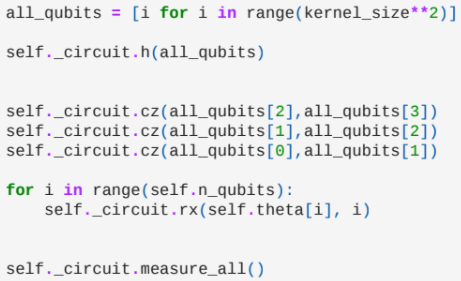 all_qubits = [i for i in range(kernel_size**2)]
self._circuit.h(all_qubits)
self._circuit.cz(all_qubits[2],all_qubits[3])
self._circuit.cz(all_qubits[1],all_qubits[2])
self._circuit.cz(all_qubits[0],all_qubits[1])
for i in range(self.n_qubits):
    self._circuit.rx(self.theta[i], i)
self._circuit.measure_all()